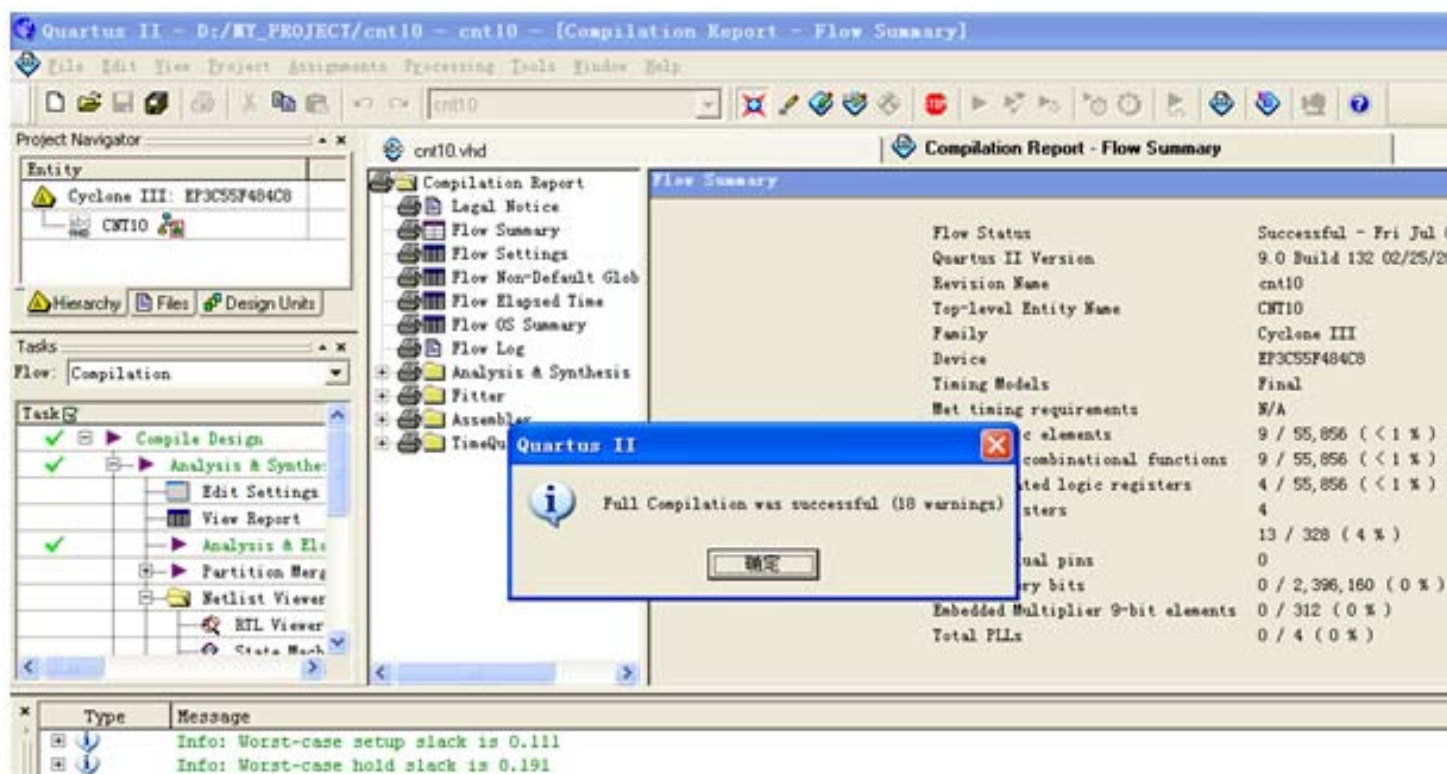 Quartus II - D:/MY_PROJECT/cnt10 - cnt10 - [Compilation Report - Flow Summary]
File Edit View Project Assignments Processing Tools Window Help
cnt10
STOP
Project Navigator
Entity
Cyclone III: EP3C55F484C8
CNT10
Hierarchy Files Design Units
Tasks
Flow: Compilation
Task
Compile Design
Analysis & Synthe
Edit Settings
View Report
Analysis & Ela
Partition Merg
Netlist Viewer
RTL Viewer
State Mach
cnt10.vhd
Compilation Report - Flow Summary
Compilation Report
Legal Notice
Flow Summary
Flow Settings
Flow Non-Default Glob
Flow Elapsed Time
Flow OS Summary
Flow Log
Analysis & Synthesis
Fitter
Assembler
TimeQu
Flow Summary
Flow Status Successful - Fri Jul
Quartus II Version 9.0 Build 132 02/25/20
Revision Name cnt10
Top-level Entity Name CNT10
Family Cyclone III
Device EP3C55F484C8
Timing Models Final
Met timing requirements N/A
c elements 9 / 55,856 ( < 1 % )
combinational functions 9 / 55,856 ( < 1 % )
ted logic registers 4 / 55,856 ( < 1 % )
sters 4
13 / 328 ( 4 % )
ual pins 0
ry bits 0 / 2,396,160 ( 0 % )
Embedded Multiplier 9-bit elements 0 / 312 ( 0 % )
Total PLLs 0 / 4 ( 0 % )
Quartus II
Full Compilation was successful (18 warnings)
确定
Type Message
Info: Worst-case setup slack is 0.111
Info: Worst-case hold slack is 0.191